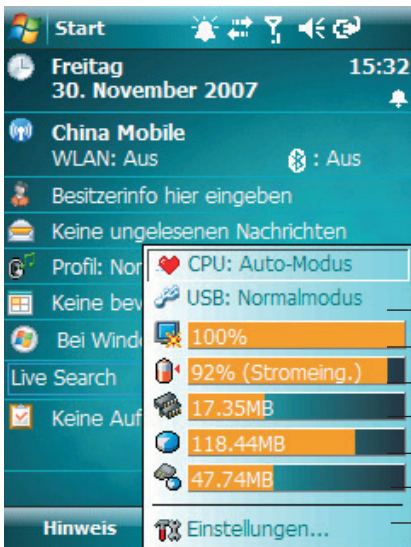 Start
Freitag 15:32
30. November 2007
China Mobile
WLAN: Aus : Aus
Besitzerinfo hier eingeben
Keine ungelesenen Nachrichten
Profil: Nor
CPU: Auto-Modus
Keine bev
USB: Normalmodus
Bei Wind
100%
Live Search
92% (Stromeing.)
Keine Auf
17.35MB
118.44MB
47.74MB
Hinweis
Einstellungen...